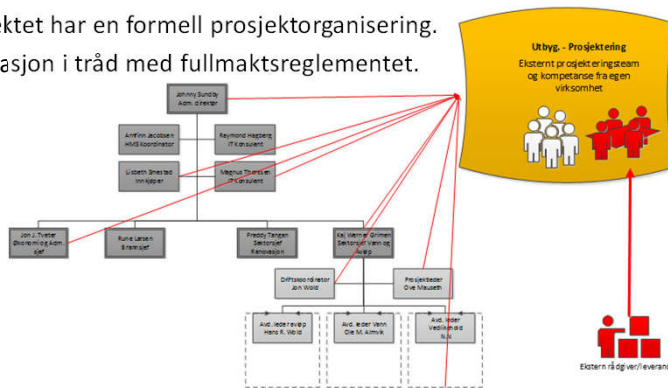 ektet har en formell prosjektorganisering.
asjon i tråd med fullmaktsreglementet.
Utbyg. - Prosjektering
Eksternt prosjekteringsteam
og kompetanse fra egen
virksomhet
Johnny Sundby
Adm. direktør
Arnfinn Jacobsen
HMS koordinator
Raymond Hagberg
IT Konsulent
Lisbeth Smestad
Innkjøper
Magnus Thorssen
IT Konsulent
Jon J. Tveter
Økonomi og Adm.
sjef
Rune Larsen
Brannsjef
Freddy Tangen
Sektorsjef
Renovasjon
Kaj Werner Grimen
Sektorsjef Vann og
Avløp
Driftskoordinator
Jon Wold
Prosjektleder
Ove Mauseth
Avd. leder avløp
Hans R. Wold
Avd. leder Vann
Ole M. Almvik
Avd. leder
Vedlikehold
N.N
Ekstern rådgiver/leveran